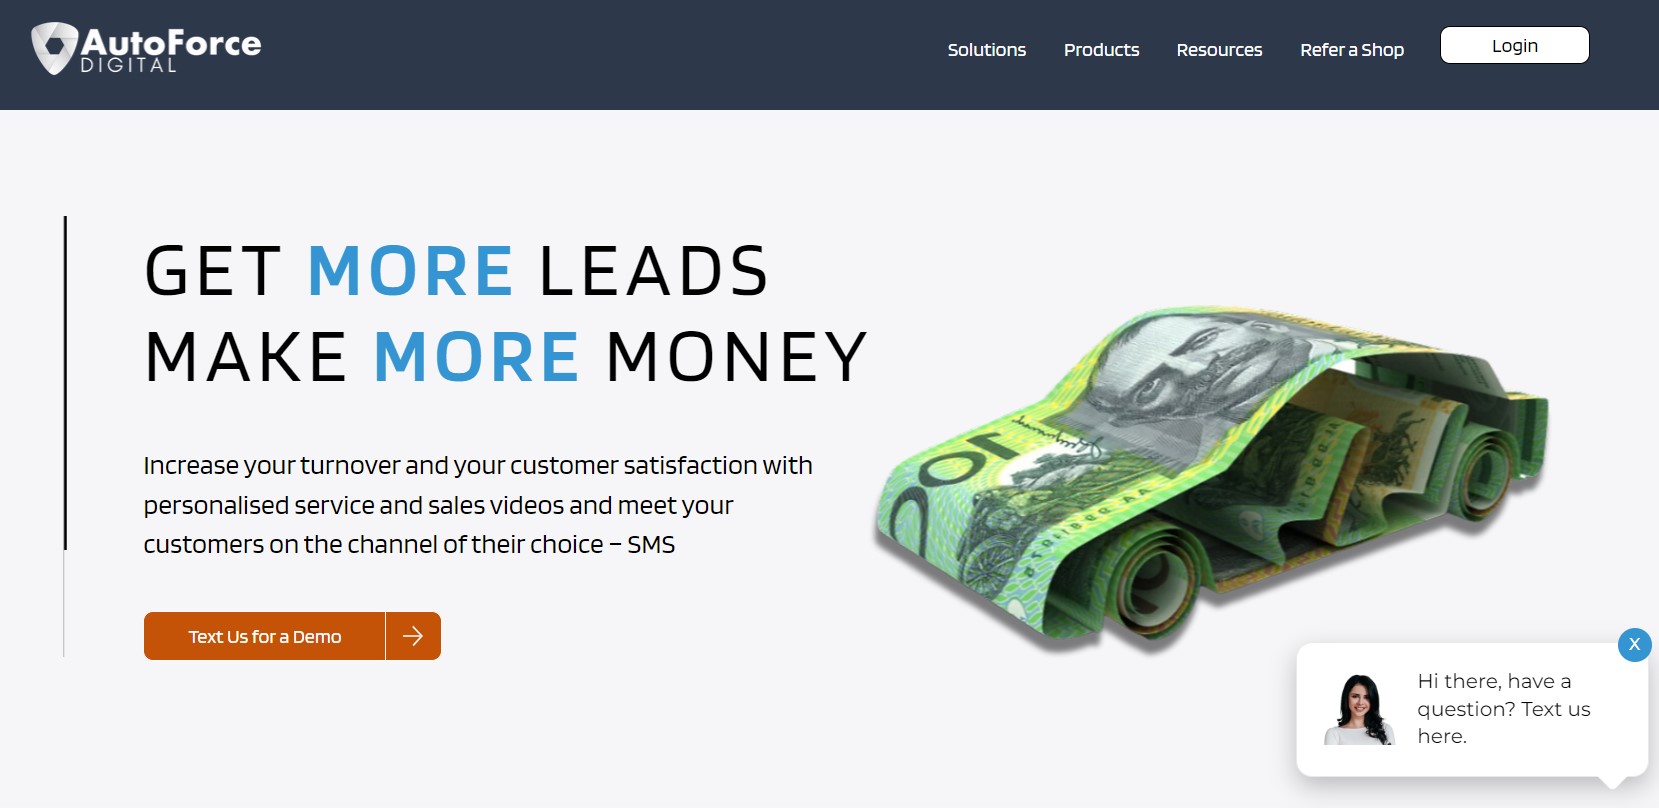 AutoForce
DIGITAL
Solutions Products Resources Refer a Shop Login
GET MORE LEADS
MAKE MORE MONEY
Increase your turnover and your customer satisfaction with
personalised service and sales videos and meet your
customers on the channel of their choice – SMS
Text Us for a Demo
100
X
Hi there, have a
question? Text us
here.